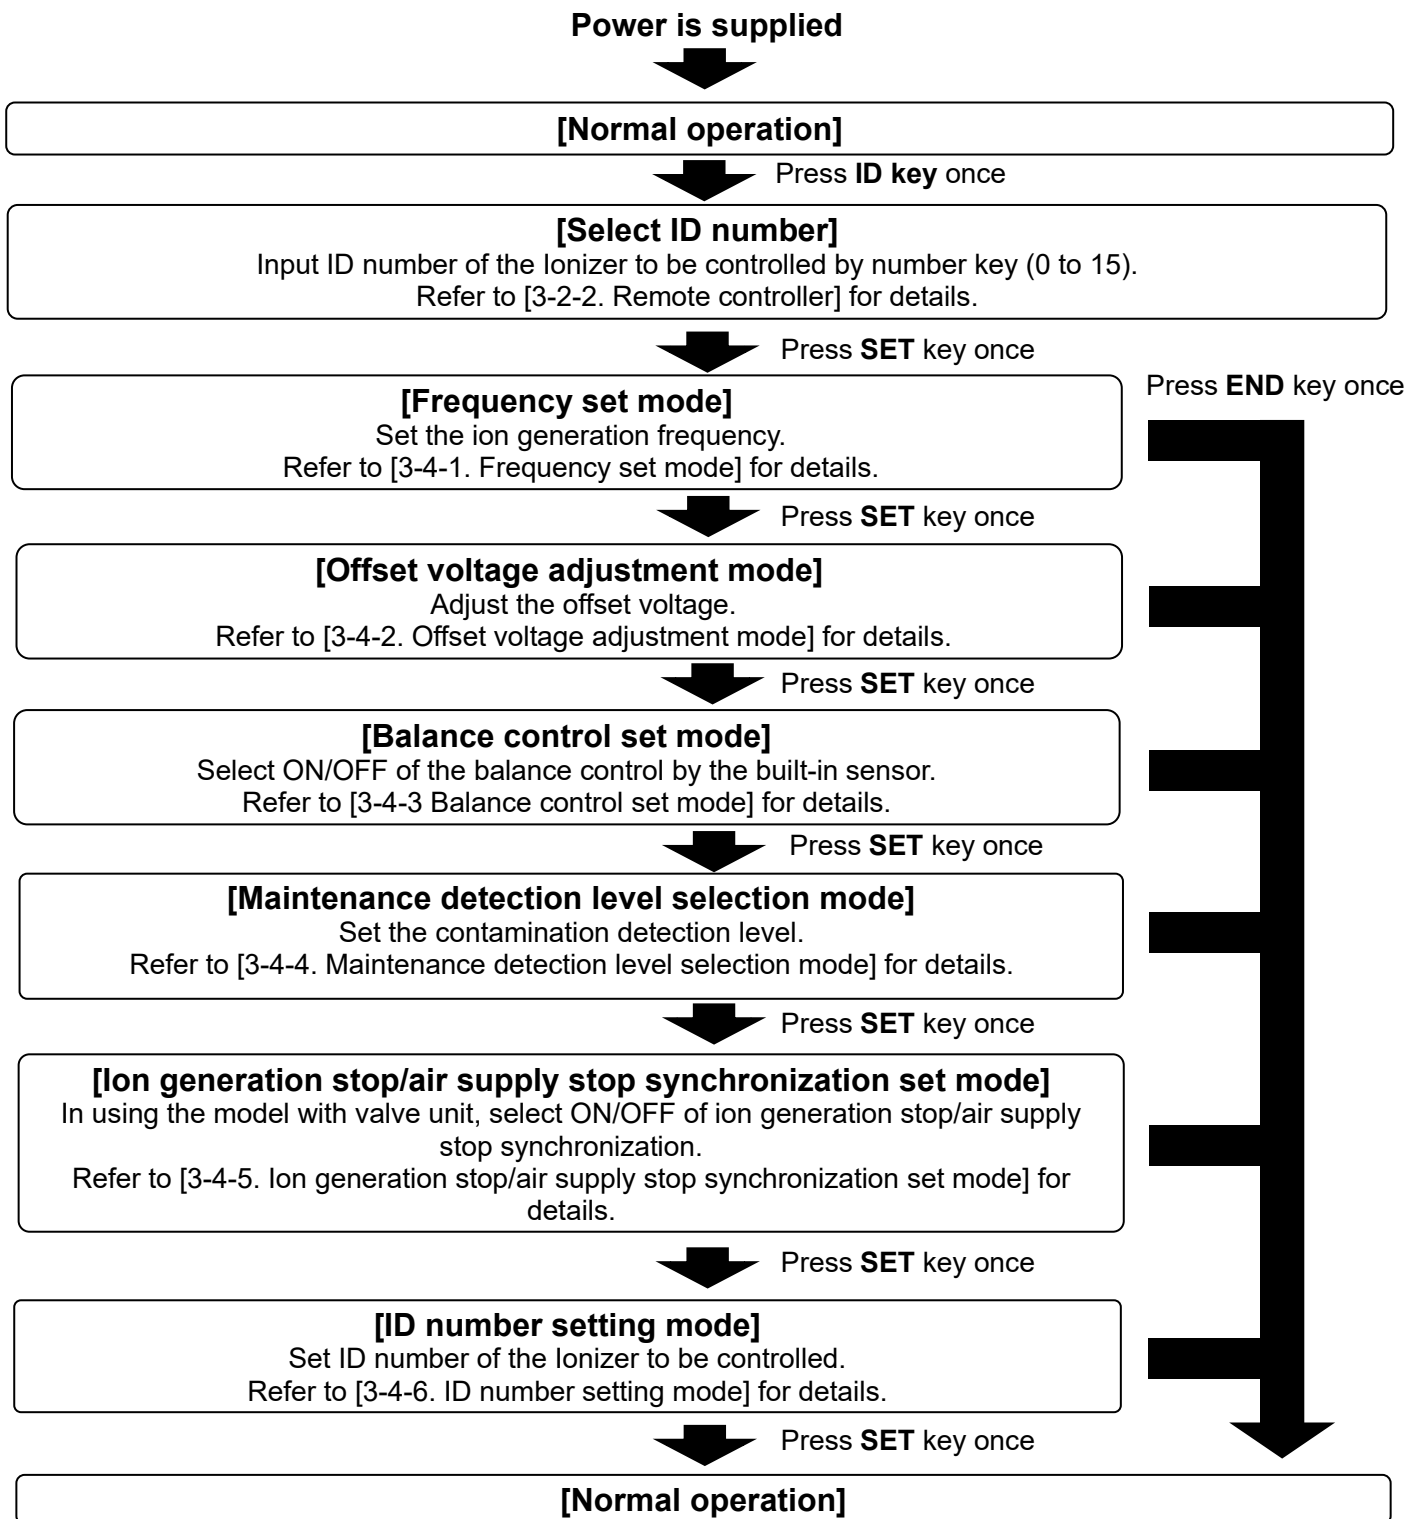 Power is supplied
[Normal operation]
Press ID key once
[Select ID number]
Input ID number of the Ionizer to be controlled by number key (0 to 15).
Refer to [3-2-2. Remote controller] for details.
Press SET key once
[Frequency set mode]
Set the ion generation frequency.
Refer to [3-4-1. Frequency set mode] for details.
Press END key once
Press SET key once
[Offset voltage adjustment mode]
Adjust the offset voltage.
Refer to [3-4-2. Offset voltage adjustment mode] for details.
Press SET key once
[Balance control set mode]
Select ON/OFF of the balance control by the built-in sensor.
Refer to [3-4-3 Balance control set mode] for details.
Press SET key once
[Maintenance detection level selection mode]
Set the contamination detection level.
Refer to [3-4-4. Maintenance detection level selection mode] for details.
Press SET key once
[Ion generation stop/air supply stop synchronization set mode]
In using the model with valve unit, select ON/OFF of ion generation stop/air supply
stop synchronization.
Refer to [3-4-5. Ion generation stop/air supply stop synchronization set mode] for
details.
Press SET key once
[ID number setting mode]
Set ID number of the Ionizer to be controlled.
Refer to [3-4-6. ID number setting mode] for details.
Press SET key once
[Normal operation]